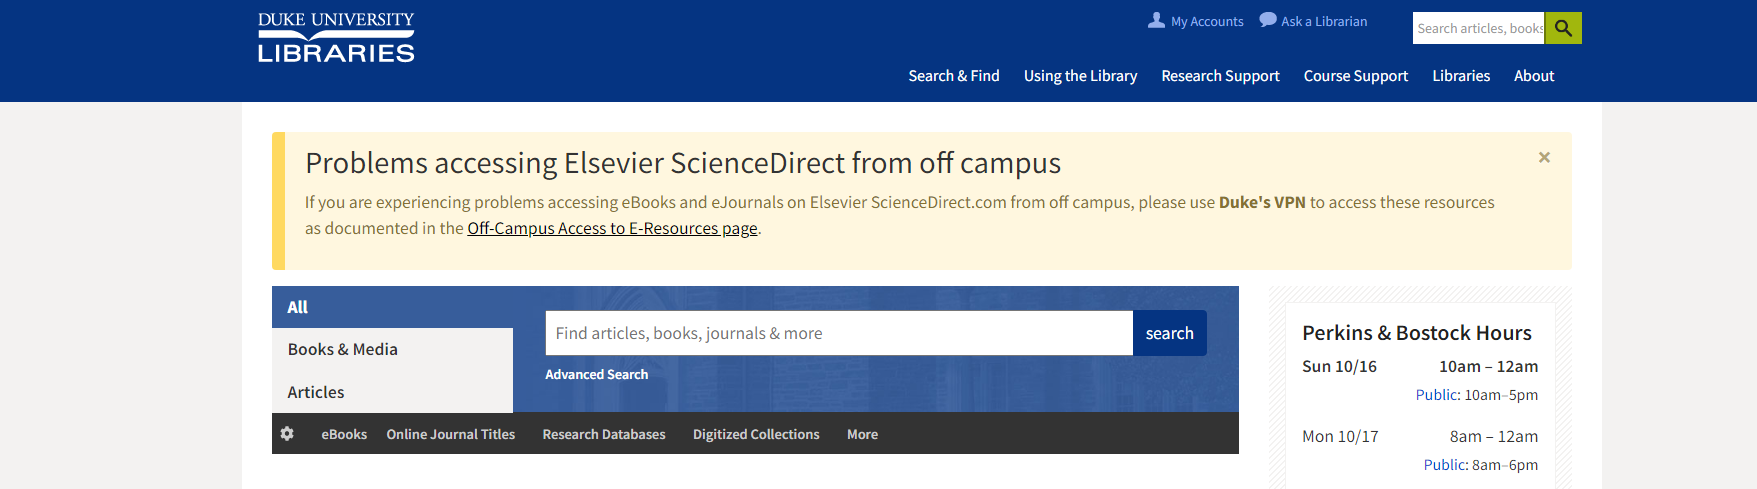 DUKE UNIVERSITY
LIBRARIES
My Accounts
Ask a Librarian
Search articles, books
Search & Find
Using the Library
Research Support
Course Support
Libraries
About
Problems accessing Elsevier ScienceDirect from off campus
×
If you are experiencing problems accessing eBooks and eJournals on Elsevier ScienceDirect.com from off campus, please use Duke's VPN to access these resources
as documented in the Off-Campus Access to E-Resources page.
All
Books & Media
Articles
Find articles, books, journals & more
search
Advanced Search
eBooks
Online Journal Titles
Research Databases
Digitized Collections
More
Perkins & Bostock Hours
Sun 10/16 10am – 12am
Public: 10am–5pm
Mon 10/17 8am – 12am
Public: 8am–6pm